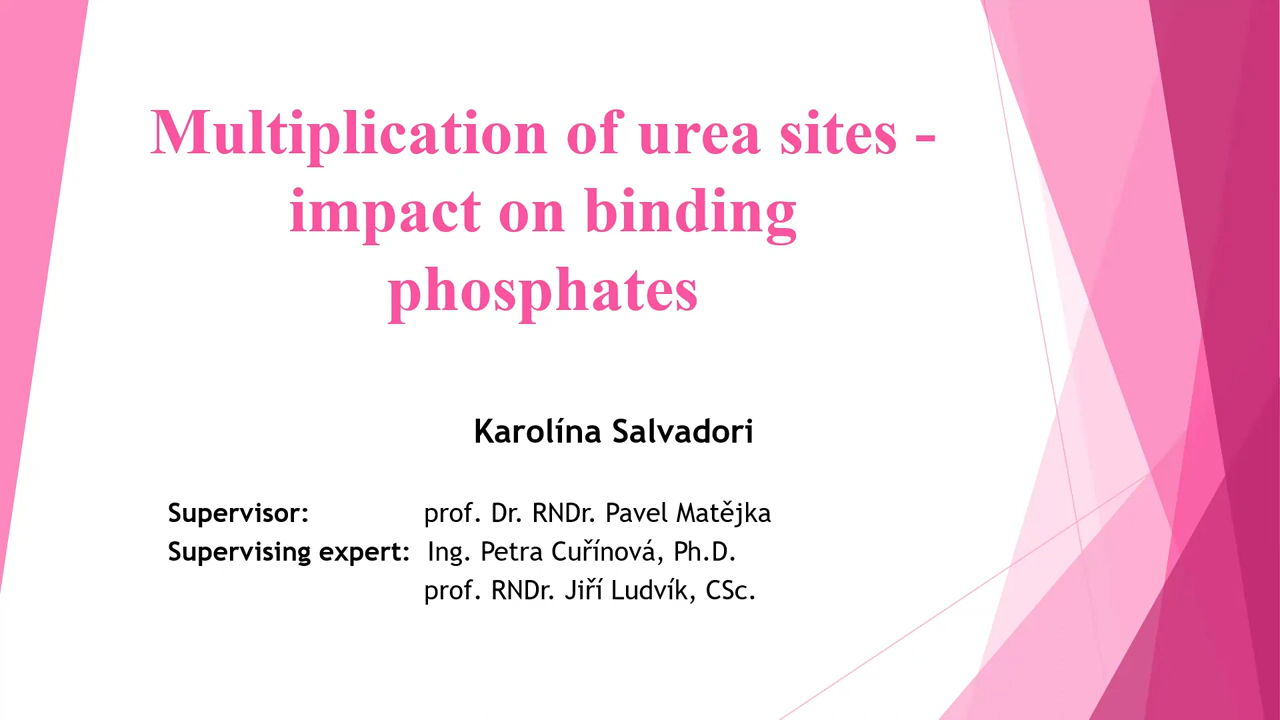 Multiplication of urea sites -
impact on binding
phosphates
Karolína Salvadori
Supervisor: prof. Dr. RNDr. Pavel Matějka
Supervising expert: Ing. Petra Cuřínová, Ph.D.
prof. RNDr. Jiří Ludvík, CSc.